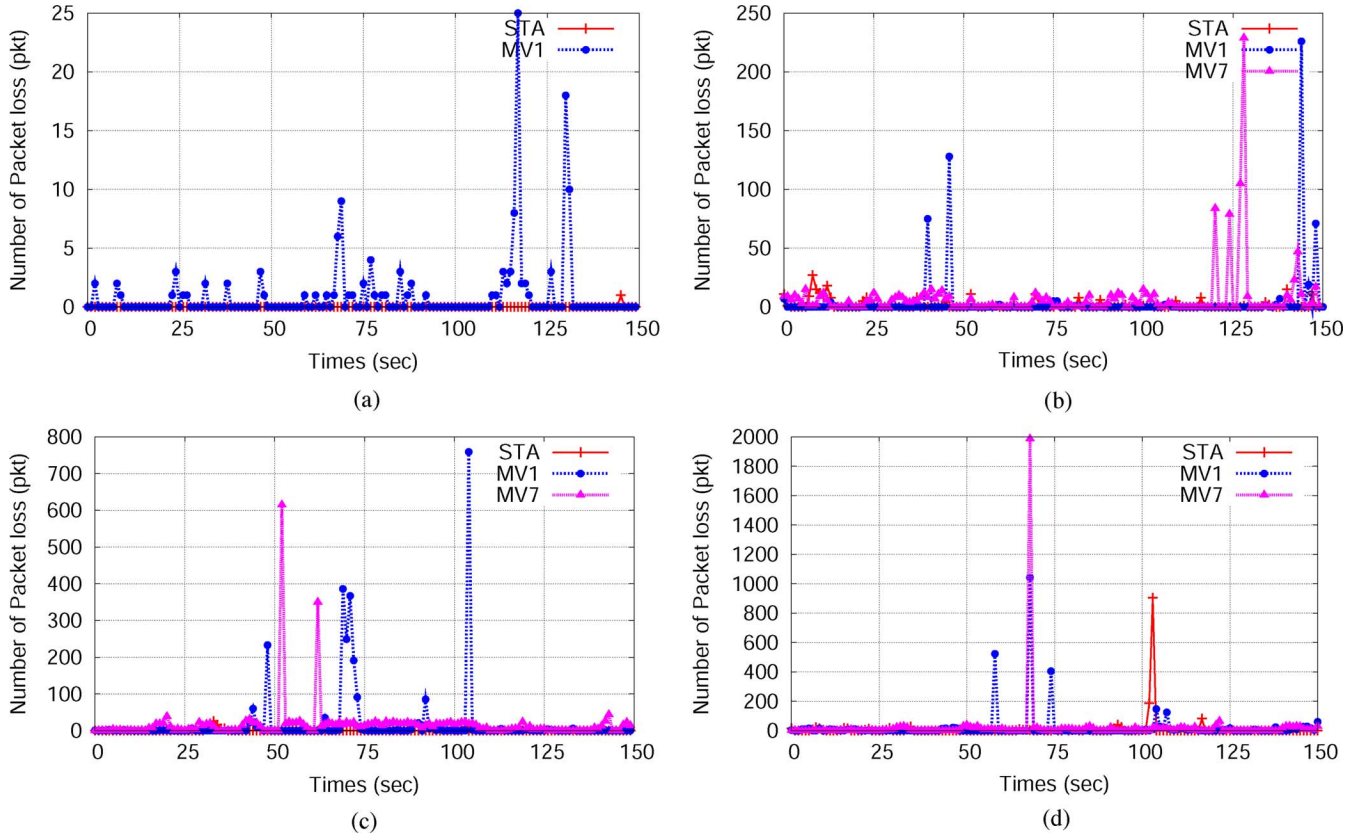 Number of Packet loss (pkt)
25
20
15
10
5
0
STA
MV1
0 25 50 75 100 125 150
Times (sec)
(a)
Number of Packet loss (pkt)
250
200
150
100
50
0
STA
MV1
MV7
0 25 50 75 100 125 150
Times (sec)
(b)
Number of Packet loss (pkt)
800
700
600
500
400
300
200
100
0
STA
MV1
MV7
0 25 50 75 100 125 150
Times (sec)
(c)
Number of Packet loss (pkt)
2000
1800
1600
1400
1200
1000
800
600
400
200
0
STA
MV1
MV7
0 25 50 75 100 125 150
Times (sec)
(d)